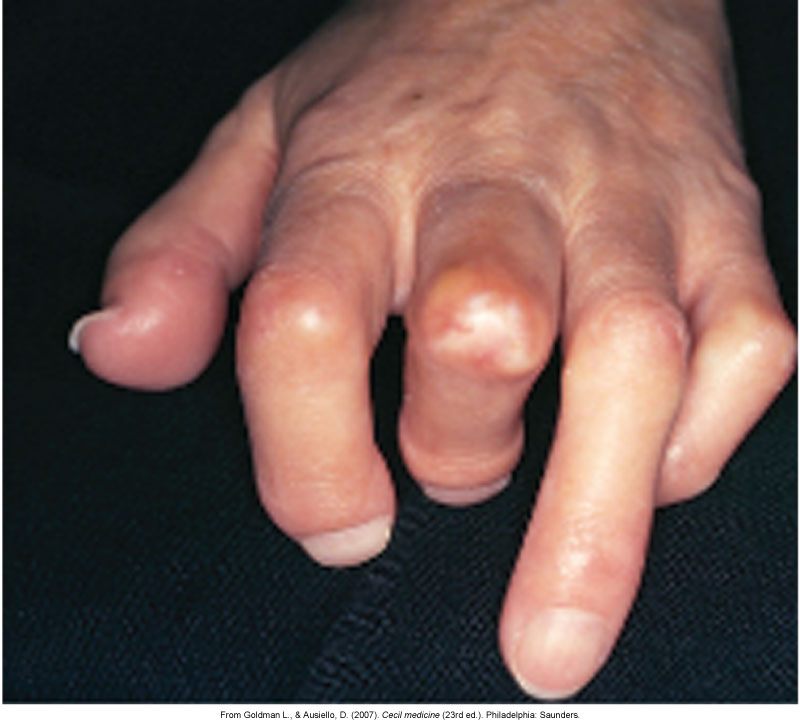 From Goldman L., & Ausiello, D. (2007). Cecil medicine (23rd ed.). Philadelphia: Saunders.